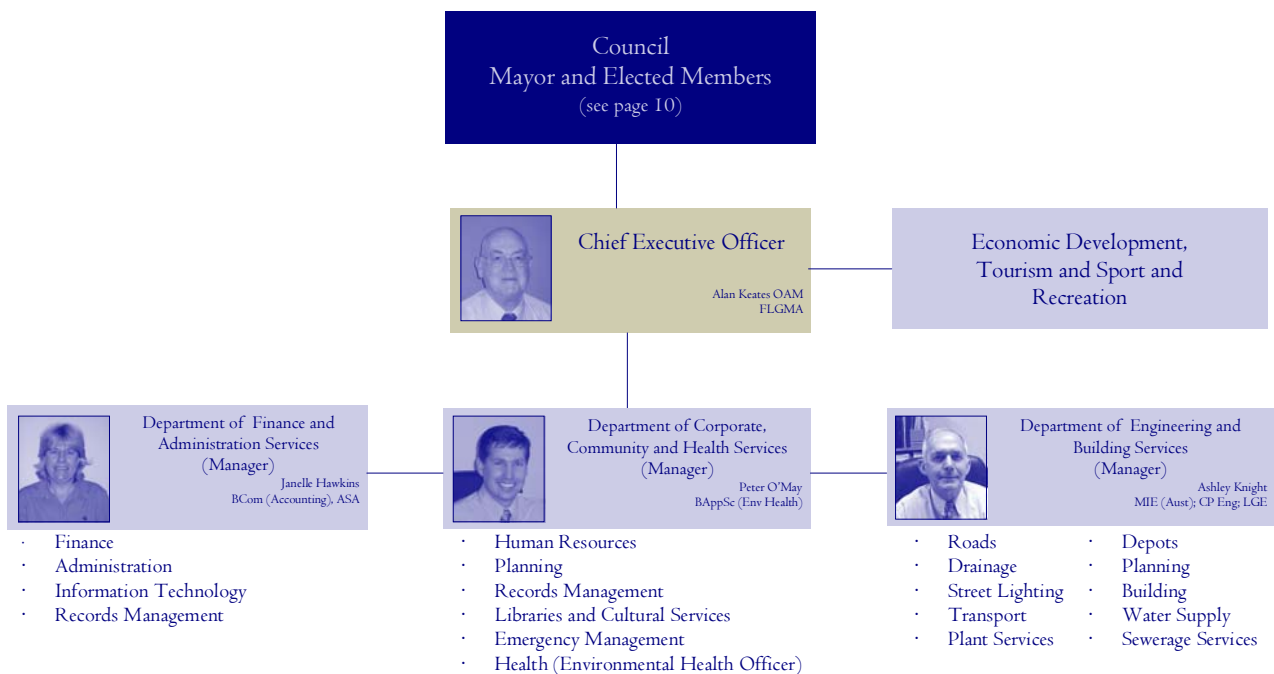 Council
Mayor and Elected Members
(see page 10)
Chief Executive Officer
Alan Keates OAM
FLGMA
Economic Development,
Tourism and Sport and
Recreation
Department of Finance and
Administration Services
(Manager)
Janelle Hawkins
BCom (Accounting), ASA
· Finance
· Administration
· Information Technology
· Records Management
Department of Corporate,
Community and Health Services
(Manager)
Peter O'May
BAppSc (Env Health)
· Human Resources
· Planning
· Records Management
· Libraries and Cultural Services
· Emergency Management
· Health (Environmental Health Officer)
Department of Engineering and
Building Services
(Manager)
Ashley Knight
MIE (Aust); CP Eng; LGE
· Roads
· Drainage
· Street Lighting
· Transport
· Plant Services
· Depots
· Planning
· Building
· Water Supply
· Sewerage Services